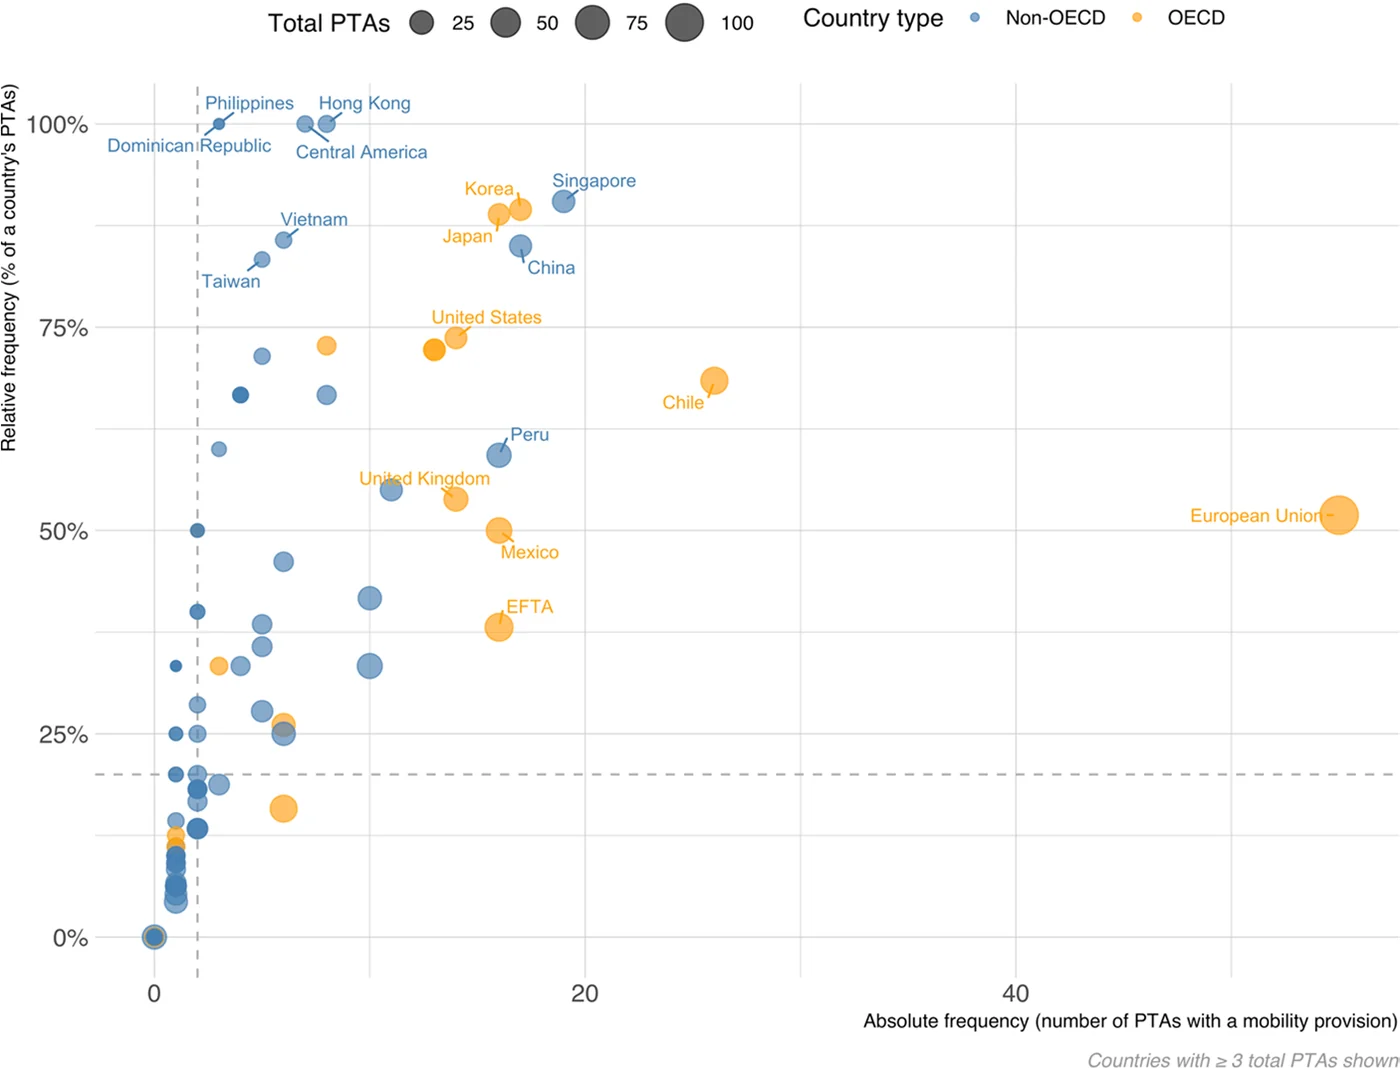 Total PTAs 25 50 75 100 Country type Non-OECD OECD
Relative frequency (% of a country's PTAs)
Philippines Hong Kong
100%
Dominican Republic Central America
Singapore
Korea
Vietnam
Japan
China
Taiwan
United States
75%
Chile
Peru
United Kingdom
European Union
50%
Mexico
EFTA
25%
0%
0 20 40
Absolute frequency (number of PTAs with a mobility provision)
Countries with ≥ 3 total PTAs shown